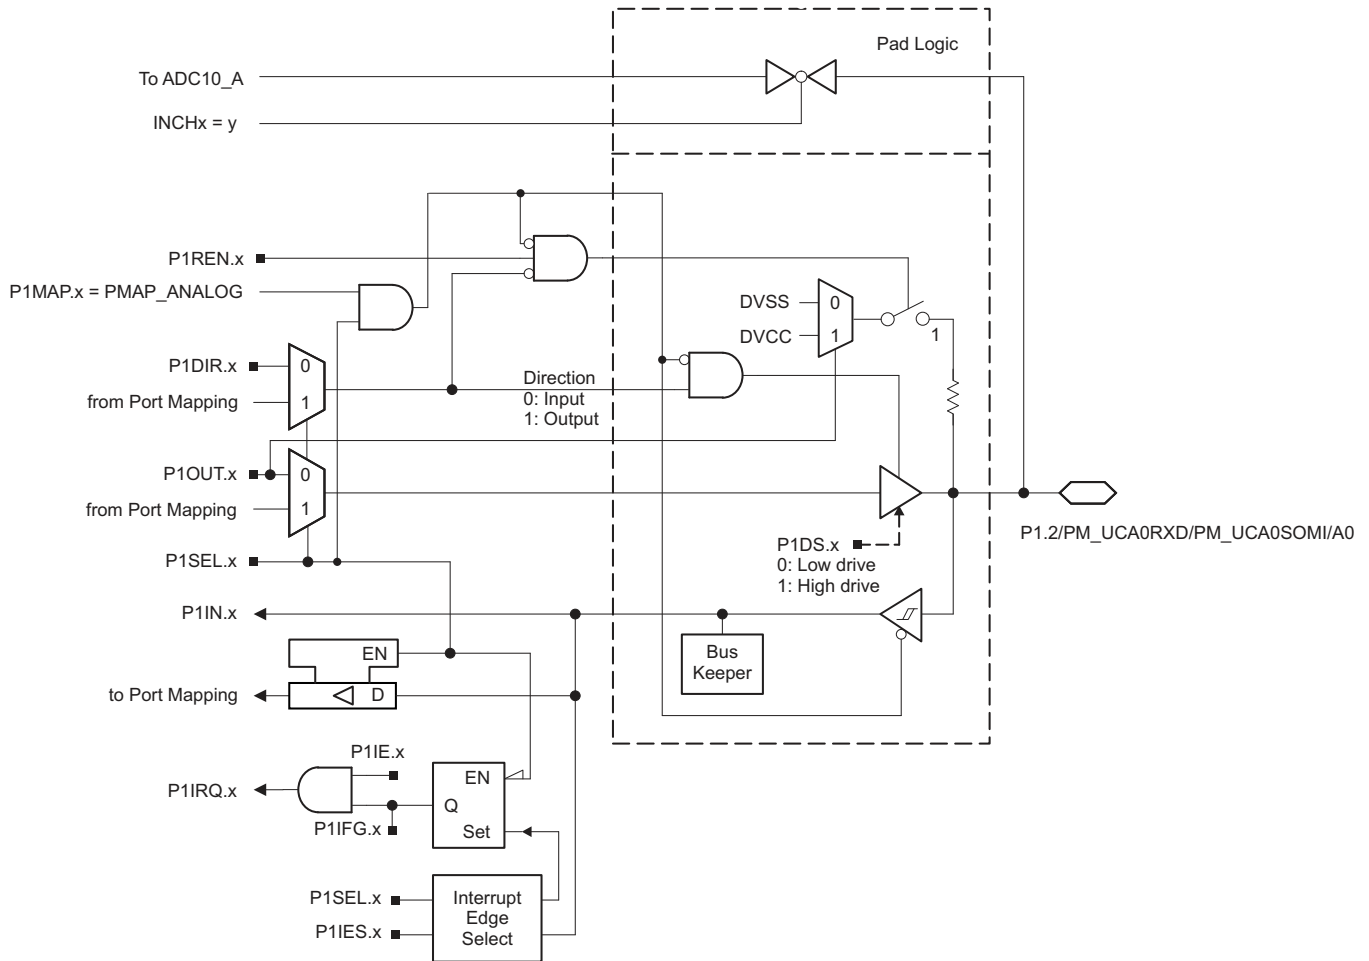 Pad Logic
To ADC10_A
INCHx = y
P1REN.x
P1MAP.x = PMAP_ANALOG
DVSS
0
DVCC
1
1
P1DIR.x
0
from Port Mapping
1
Direction
0: Input
1: Output
P1OUT.x
0
from Port Mapping
1
P1SEL.x
P1DS.x
0: Low drive
1: High drive
P1.2/PM_UCA0RXD/PM_UCA0SOMI/A0
P1IN.x
Bus
Keeper
EN
to Port Mapping
D
P1IE.x
P1IRQ.x
EN
Q
P1IFG.x
Set
P1SEL.x
P1IES.x
Interrupt
Edge
Select